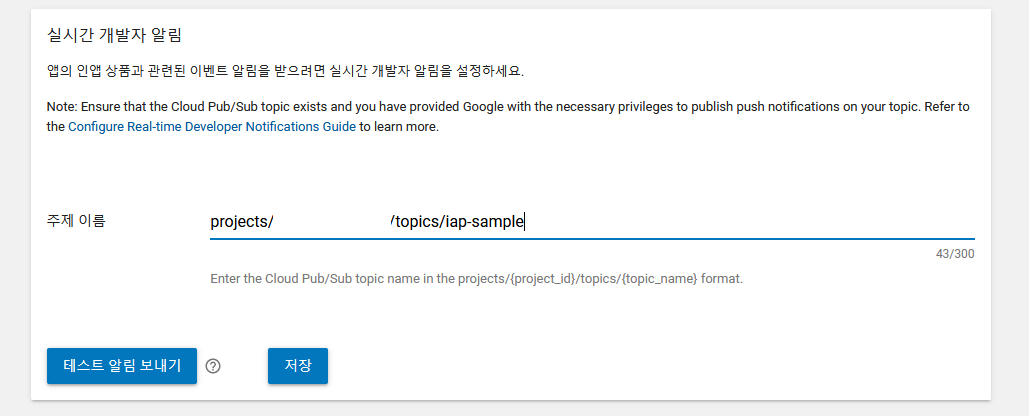 실시간 개발자 알림
앱의 인앱 상품과 관련된 이벤트 알림을 받으려면 실시간 개발자 알림을 설정하세요.
Note: Ensure that the Cloud Pub/Sub topic exists and you have provided Google with the necessary privileges to publish push notifications on your topic. Refer to
the Configure Real-time Developer Notifications Guide to learn more.
주제 이름 projects/ /topics/iap-sample
43/300
Enter the Cloud Pub/Sub topic name in the projects/{project_id}/topics/{topic_name} format.
테스트 알림 보내기 ? 저장